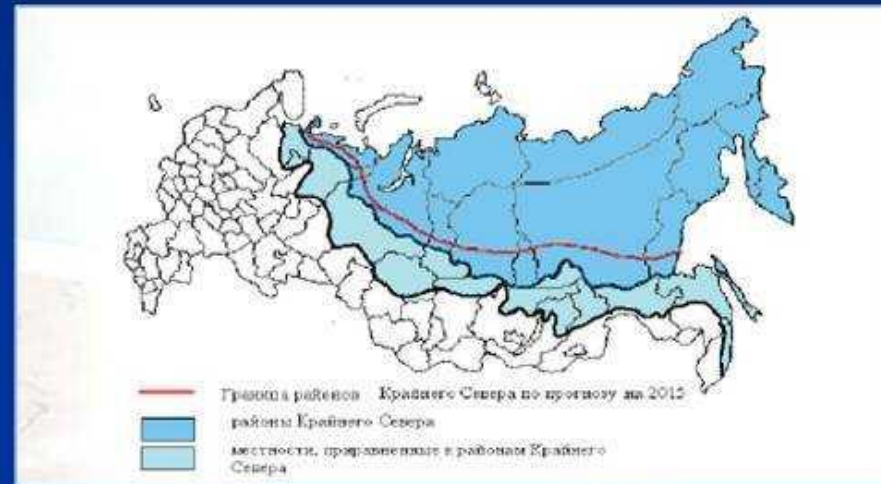 Граница районов Крайнего Севера по прогнозу на 2015
районы Крайнего Севера
местности, приравненные к районам Крайнего
Севера